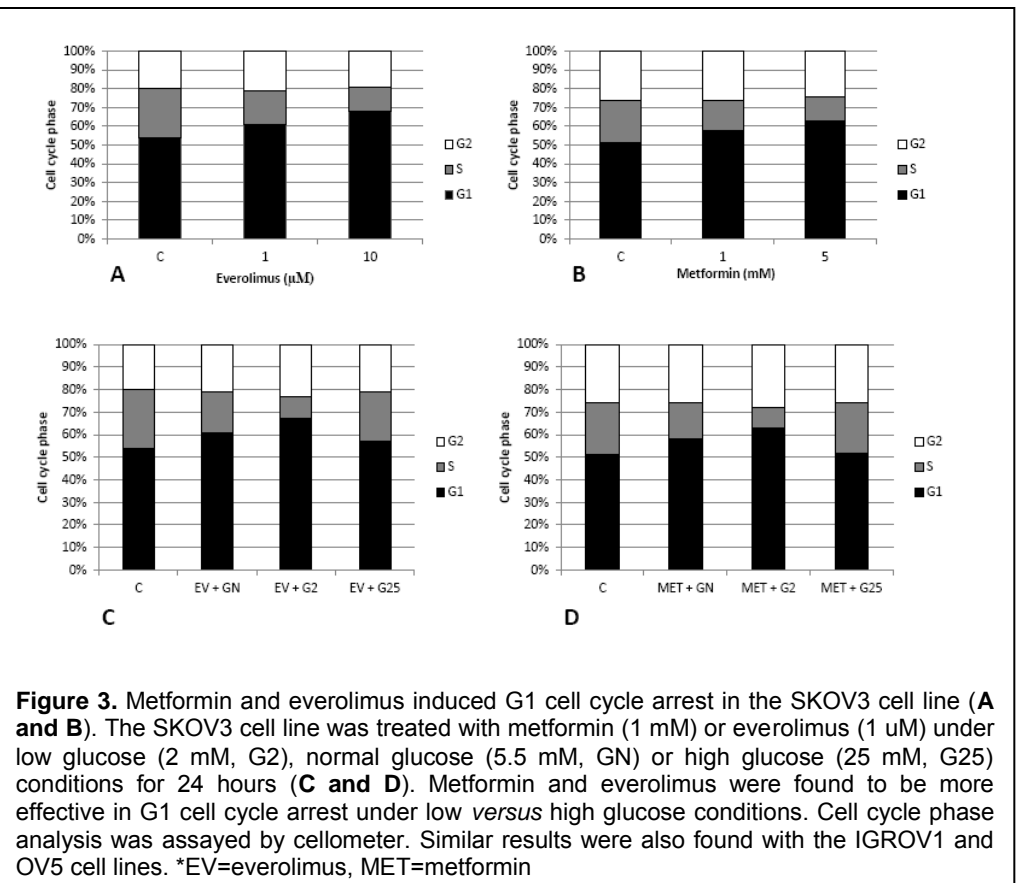 100%
90%
80%
70%
60%
50%
40%
30%
20%
10%
0%
Cell cycle phase
G2
S
G1
C 1 10
A
Everolimus (µM)
100%
90%
80%
70%
60%
50%
40%
30%
20%
10%
0%
Cell cycle phase
G2
S
G1
C 1 5
B
Metformin (mM)
100%
90%
80%
70%
60%
50%
40%
30%
20%
10%
0%
Cell cycle phase
G2
S
G1
C EV + GN EV + G2 EV + G25
C
100%
90%
80%
70%
60%
50%
40%
30%
20%
10%
0%
Cell cycle phase
G2
S
G1
C MET + GN MET + G2 MET + G25
D
Figure 3. Metformin and everolimus induced G1 cell cycle arrest in the SKOV3 cell line (A
and B). The SKOV3 cell line was treated with metformin (1 mM) or everolimus (1 uM) under
low glucose (2 mM, G2), normal glucose (5.5 mM, GN) or high glucose (25 mM, G25)
conditions for 24 hours (C and D). Metformin and everolimus were found to be more
effective in G1 cell cycle arrest under low versus high glucose conditions. Cell cycle phase
analysis was assayed by cellometer. Similar results were also found with the IGROV1 and
OV5 cell lines. *EV=everolimus, MET=metformin